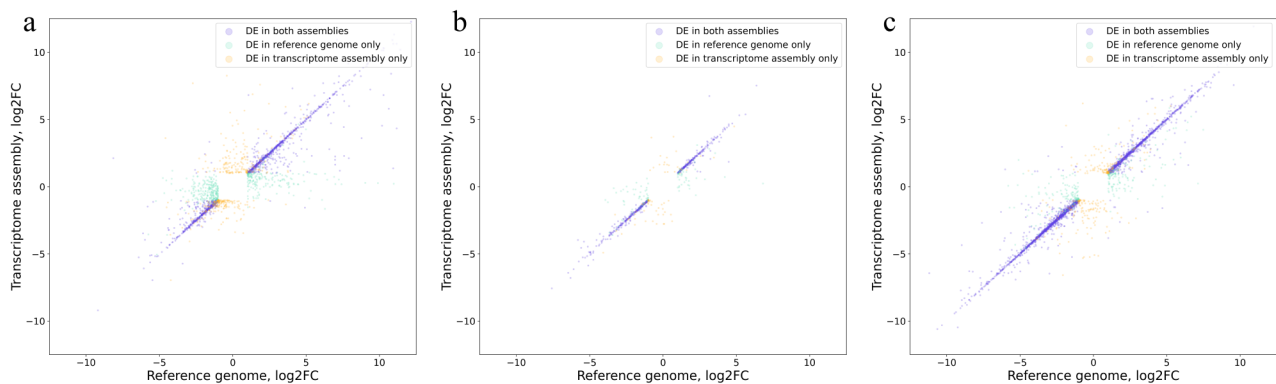 a
DE in both assemblies
DE in reference genome only
DE in transcriptome assembly only
10
5
0
−5
−10
Transcriptome assembly, log2FC
−10 −5 0 5 10
Reference genome, log2FC
b
DE in both assemblies
DE in reference genome only
DE in transcriptome assembly only
10
5
0
−5
−10
Transcriptome assembly, log2FC
−10 −5 0 5 10
Reference genome, log2FC
c
DE in both assemblies
DE in reference genome only
DE in transcriptome assembly only
10
5
0
−5
−10
Transcriptome assembly, log2FC
−10 −5 0 5 10
Reference genome, log2FC